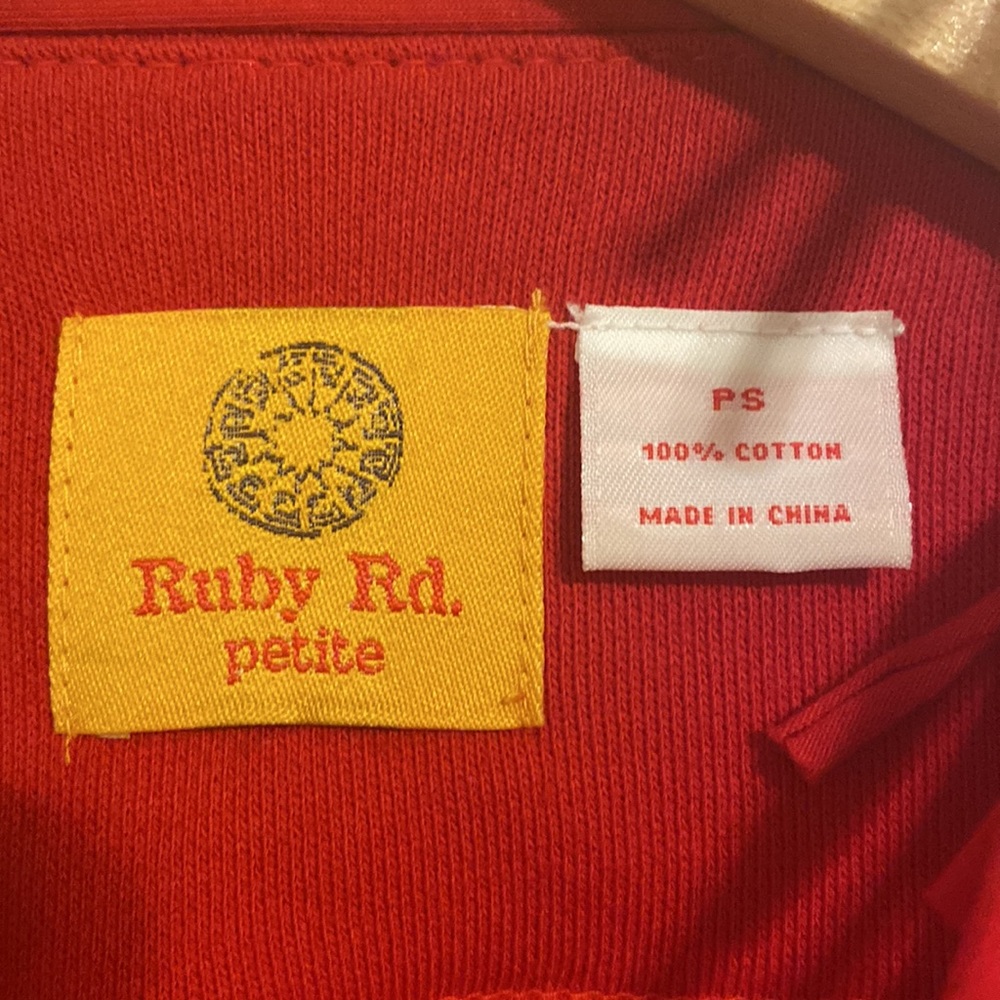 Ruby Rd.
petite
PS
100% COTTON
MADE IN CHINA